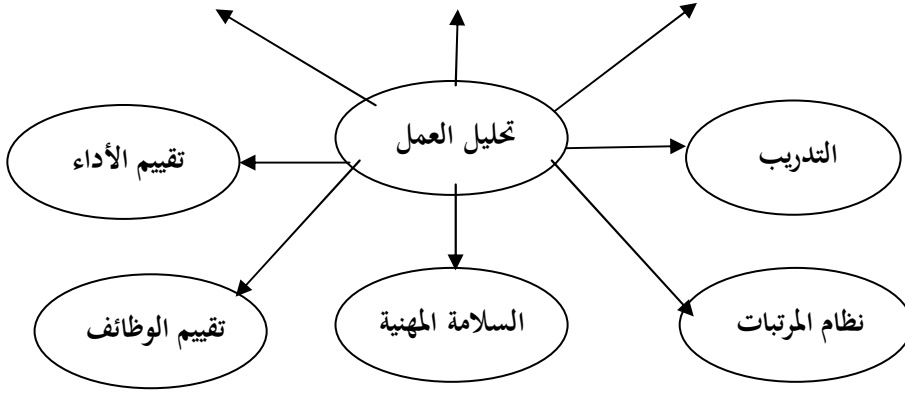 تحليل العمل
التدريب
تقييم الأداء
نظام المرتبات
السلامة المهنية
تقييم الوظائف